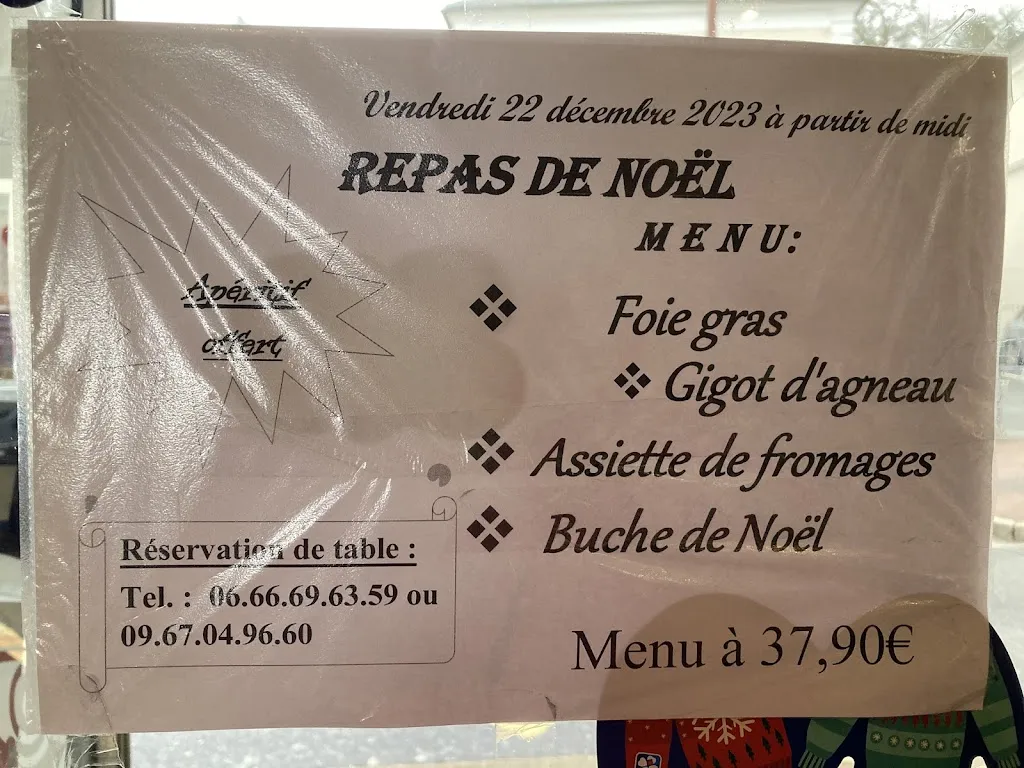 Vendredi 22 décembre 2023 à partir de midi
REPAS DE NOËL
MENU:
Apéritif
offert
Foie gras
Gigot d'agneau
Assiette de fromages
Buche de Noël
Réservation de table :
Tel. : 06.66.69.63.59 ou
09.67.04.96.60
Menu à 37,90€